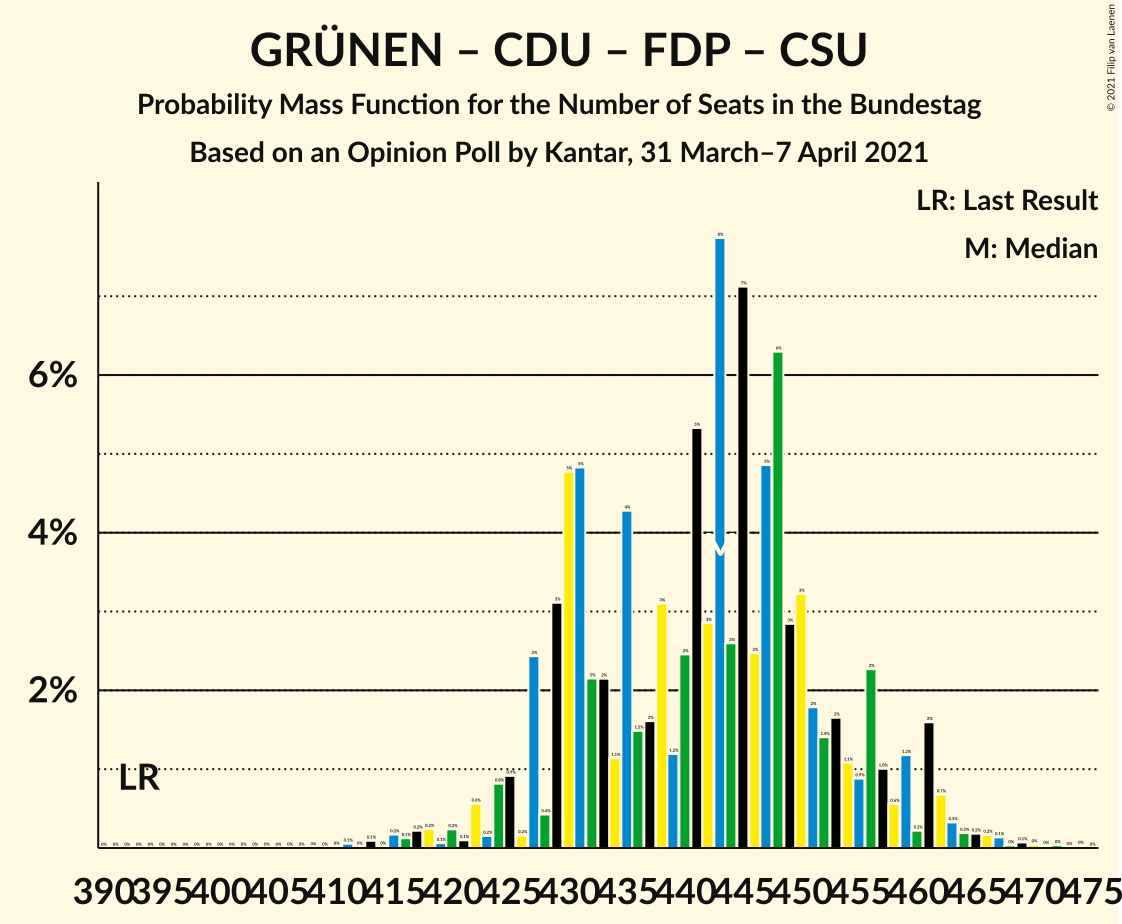 GRÜNEN – CDU – FDP – CSU
Probability Mass Function for the Number of Seats in the Bundestag
Based on an Opinion Poll by Kantar, 31 March–7 April 2021
© 2021 Filip van Laenen
LR: Last Result
M: Median
6%
4%
2%
LR
M
390 395 400 405 410 415 420 425 430 435 440 445 450 455 460 465 470 475